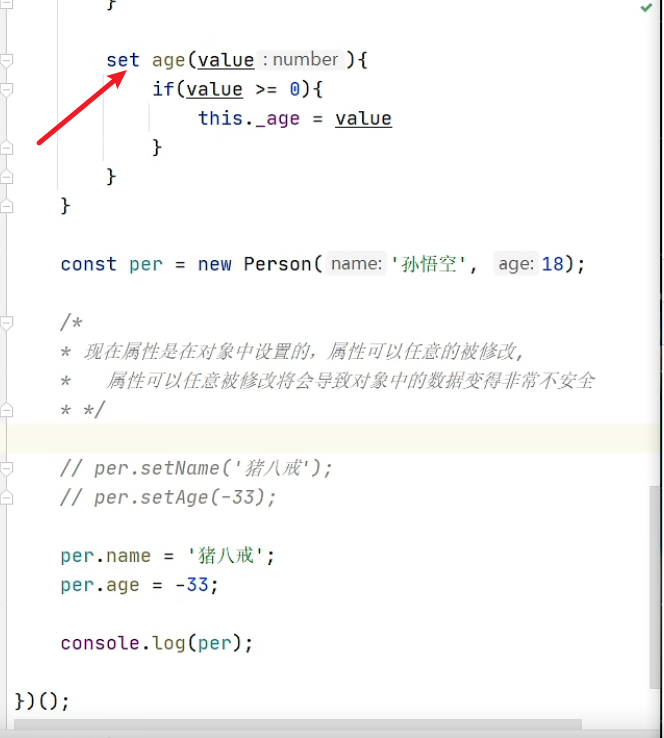 }
set age(value : number ){
if(value >= 0){
this._age = value
}
}
}
const per = new Person( name: '孙悟空', age: 18);
/*
* 现在属性是在对象中设置的，属性可以任意的被修改,
* 属性可以任意被修改将会导致对象中的数据变得非常不安全
* */
// per.setName('猪八戒');
// per.setAge(-33);
per.name = '猪八戒';
per.age = -33;
console.log(per);
})();